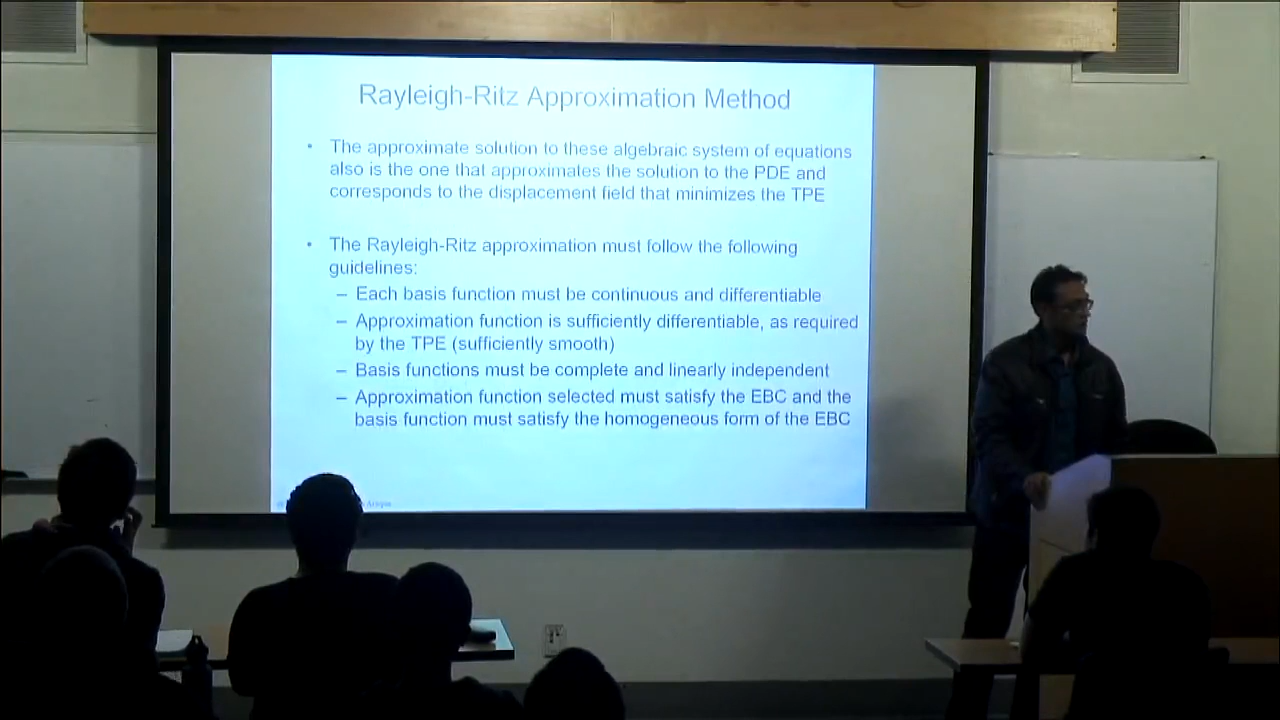 Rayleigh-Ritz Approximation Method
• The approximate solution to these algebraic system of equations
also is the one that approximates the solution to the PDE and
corresponds to the displacement field that minimizes the TPE
• The Rayleigh-Ritz approximation must follow the following
guidelines:
– Each basis function must be continuous and differentiable
– Approximation function is sufficiently differentiable, as required
by the TPE (sufficiently smooth)
– Basis functions must be complete and linearly independent
– Approximation function selected must satisfy the EBC and the
basis function must satisfy the homogeneous form of the EBC